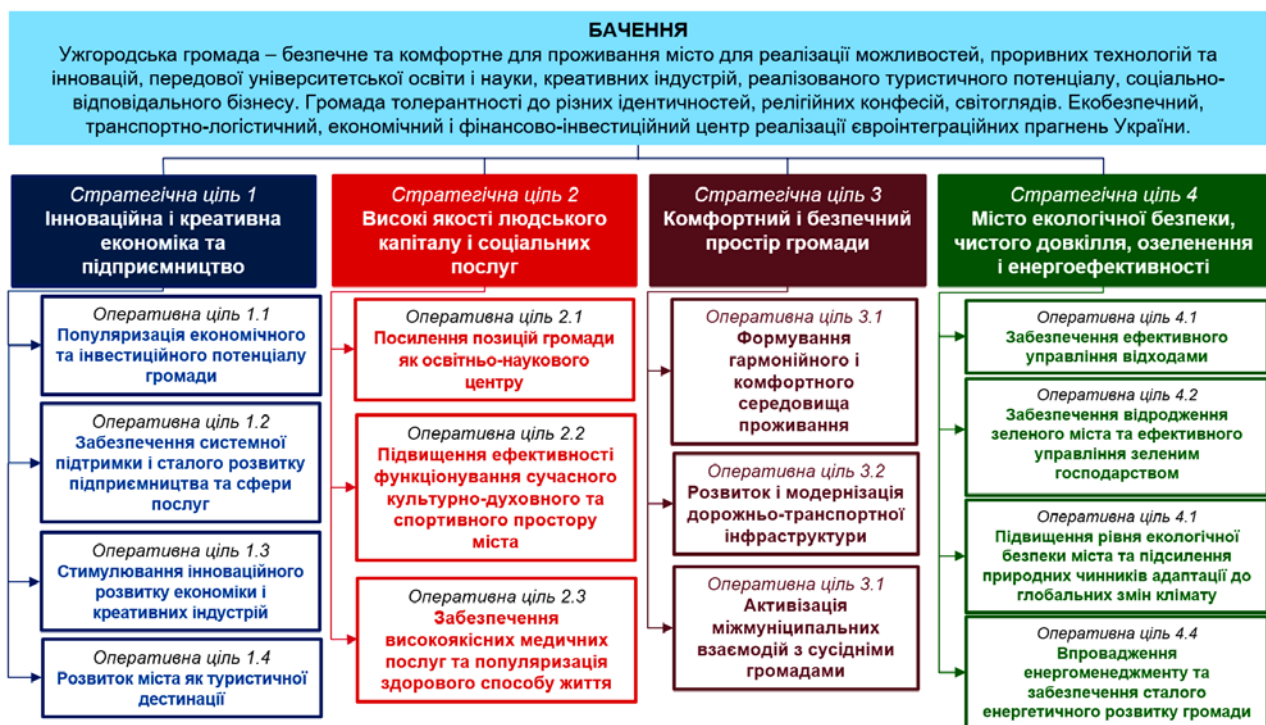 БАЧЕННЯ
Ужгородська громада – безпечне та комфортне для проживання місто для реалізації можливостей, проривних технологій та
інновацій, передової університетської освіти і науки, креативних індустрій, реалізованого туристичного потенціалу, соціально-
відповідального бізнесу. Громада толерантності до різних ідентичностей, релігійних конфесій, світоглядів. Екобезпечний,
транспортно-логістичний, економічний і фінансово-інвестиційний центр реалізації євроінтеграційних прагнень України.
Стратегічна ціль 1
Інноваційна і креативна
економіка та
підприємництво
Оперативна ціль 1.1
Популяризація економічного
та інвестиційного потенціалу
громади
Оперативна ціль 1.2
Забезпечення системної
підтримки і сталого розвитку
підприємництва та сфери
послуг
Оперативна ціль 1.3
Стимулювання інноваційного
розвитку економіки і
креативних індустрій
Оперативна ціль 1.4
Розвиток міста як туристичної
дестинації
Стратегічна ціль 2
Високі якості людського
капіталу і соціальних
послуг
Оперативна ціль 2.1
Посилення позицій громади
як освітньо-наукового
центру
Оперативна ціль 2.2
Підвищення ефективності
функціонування сучасного
культурно-духовного та
спортивного простору
міста
Оперативна ціль 2.3
Забезпечення
високоякісних медичних
послуг та популяризація
здорового способу життя
Стратегічна ціль 3
Комфортний і безпечний
простір громади
Оперативна ціль 3.1
Формування
гармонійного і
комфортного
середовища
проживання
Оперативна ціль 3.2
Розвиток і модернізація
дорожньо-транспортної
інфраструктури
Оперативна ціль 3.1
Активізація
міжмуніципальних
взаємодій з сусідніми
громадами
Стратегічна ціль 4
Місто екологічної безпеки,
чистого довкілля, озеленення
і енергоефективності
Оперативна ціль 4.1
Забезпечення ефективного
управління відходами
Оперативна ціль 4.2
Забезпечення відродження
зеленого міста та ефективного
управління зеленим
господарством
Оперативна ціль 4.1
Підвищення рівня екологічної
безпеки міста та підсилення
природних чинників адаптації до
глобальних змін клімату
Оперативна ціль 4.4
Впровадження
енергоменеджменту та
забезпечення сталого
енергетичного розвитку громади